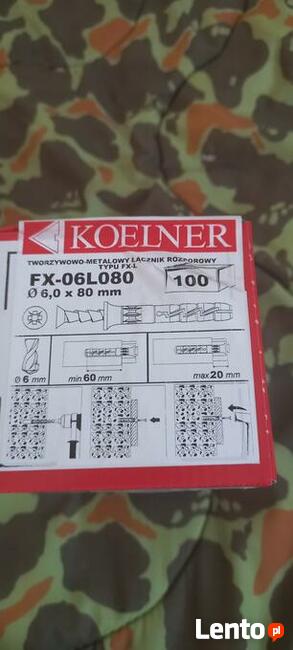 KOELNER
TWORZYWOWO-METALOWY ŁĄCZNIK ROZPOROWY
TYPU FX-L
FX-06L080
100
Ø 6,0 x 80 mm
Ø 6 mm
min.60 mm
max.20 mm
Lento.pl